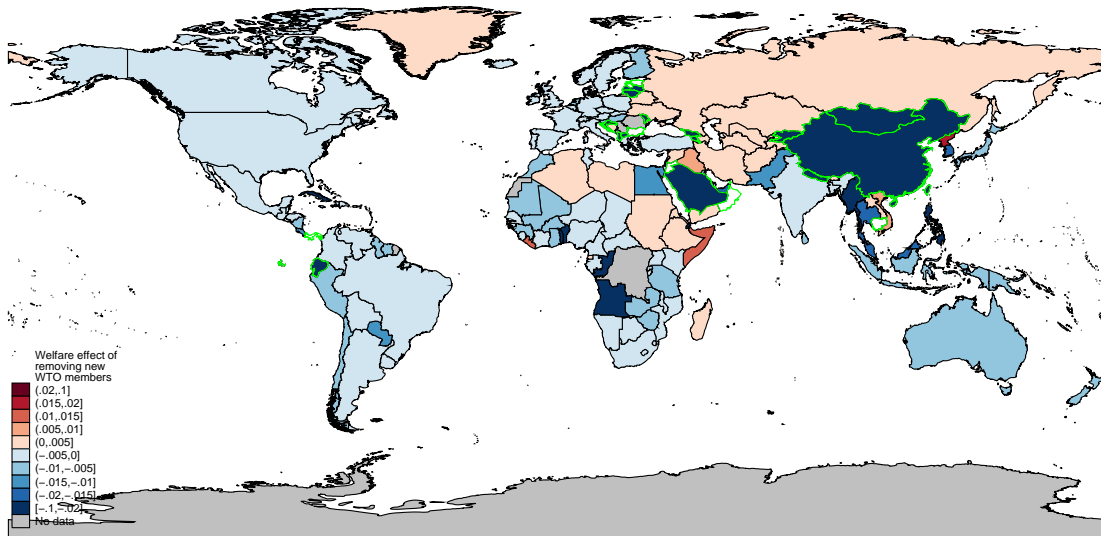 Welfare effect of
removing new
WTO members
(.02,.1]
(.015,.02]
(.01,.015]
(.005,.01]
(0,.005]
(−.005,0]
(−.01,−.005]
(−.015,−.01]
(−.02,−.015]
[−.1,−.02]
No data